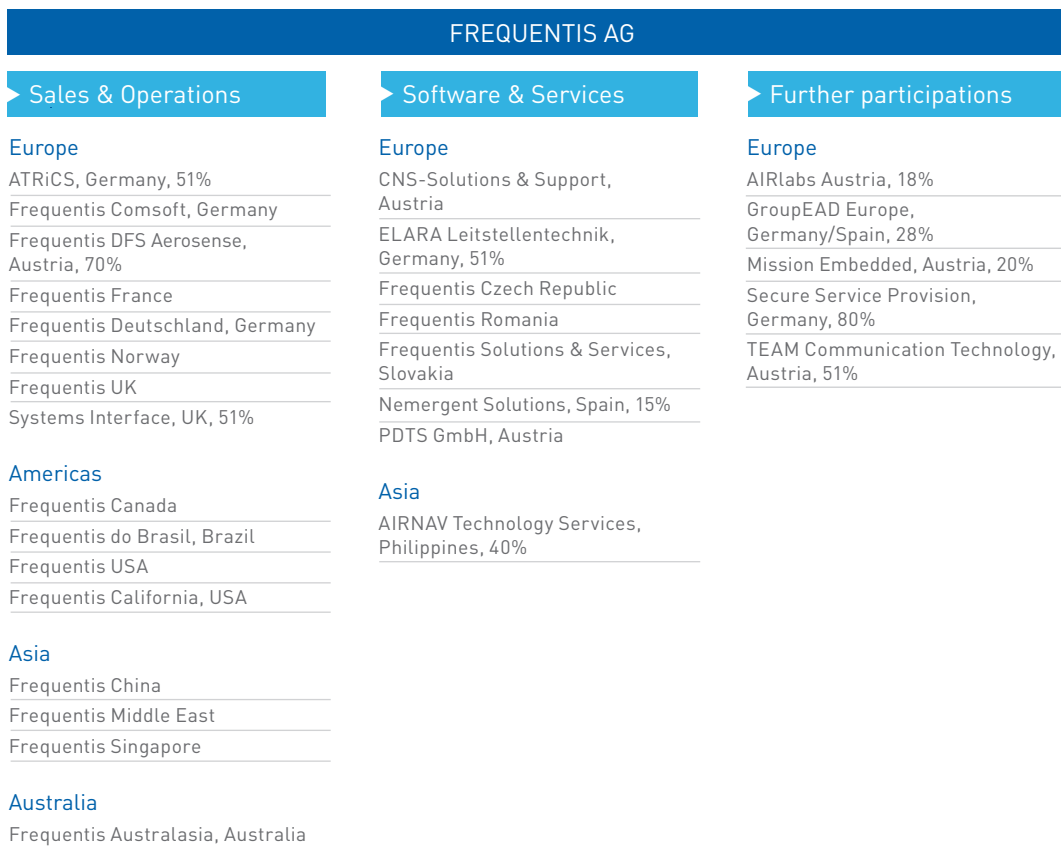 FREQUENTIS AG
Sales & Operations
Europe
ATRiCS, Germany, 51%
Frequentis Comsoft, Germany
Frequentis DFS Aerosense,
Austria, 70%
Frequentis France
Frequentis Deutschland, Germany
Frequentis Norway
Frequentis UK
Systems Interface, UK, 51%
Americas
Frequentis Canada
Frequentis do Brasil, Brazil
Frequentis USA
Frequentis California, USA
Asia
Frequentis China
Frequentis Middle East
Frequentis Singapore
Australia
Frequentis Australasia, Australia
Software & Services
Europe
CNS-Solutions & Support,
Austria
ELARA Leitstellentechnik,
Germany, 51%
Frequentis Czech Republic
Frequentis Romania
Frequentis Solutions & Services,
Slovakia
Nemergent Solutions, Spain, 15%
PDTS GmbH, Austria
Asia
AIRNAV Technology Services,
Philippines, 40%
Further participations
Europe
AIRlabs Austria, 18%
GroupEAD Europe,
Germany/Spain, 28%
Mission Embedded, Austria, 20%
Secure Service Provision,
Germany, 80%
TEAM Communication Technology,
Austria, 51%